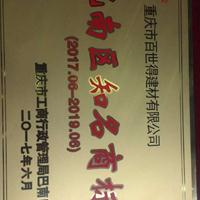 重庆市百世得建材有限公司
南区知名商标
(2017.06-2019.06)
重庆市工商行政管理局巴南
二〇一七年六月